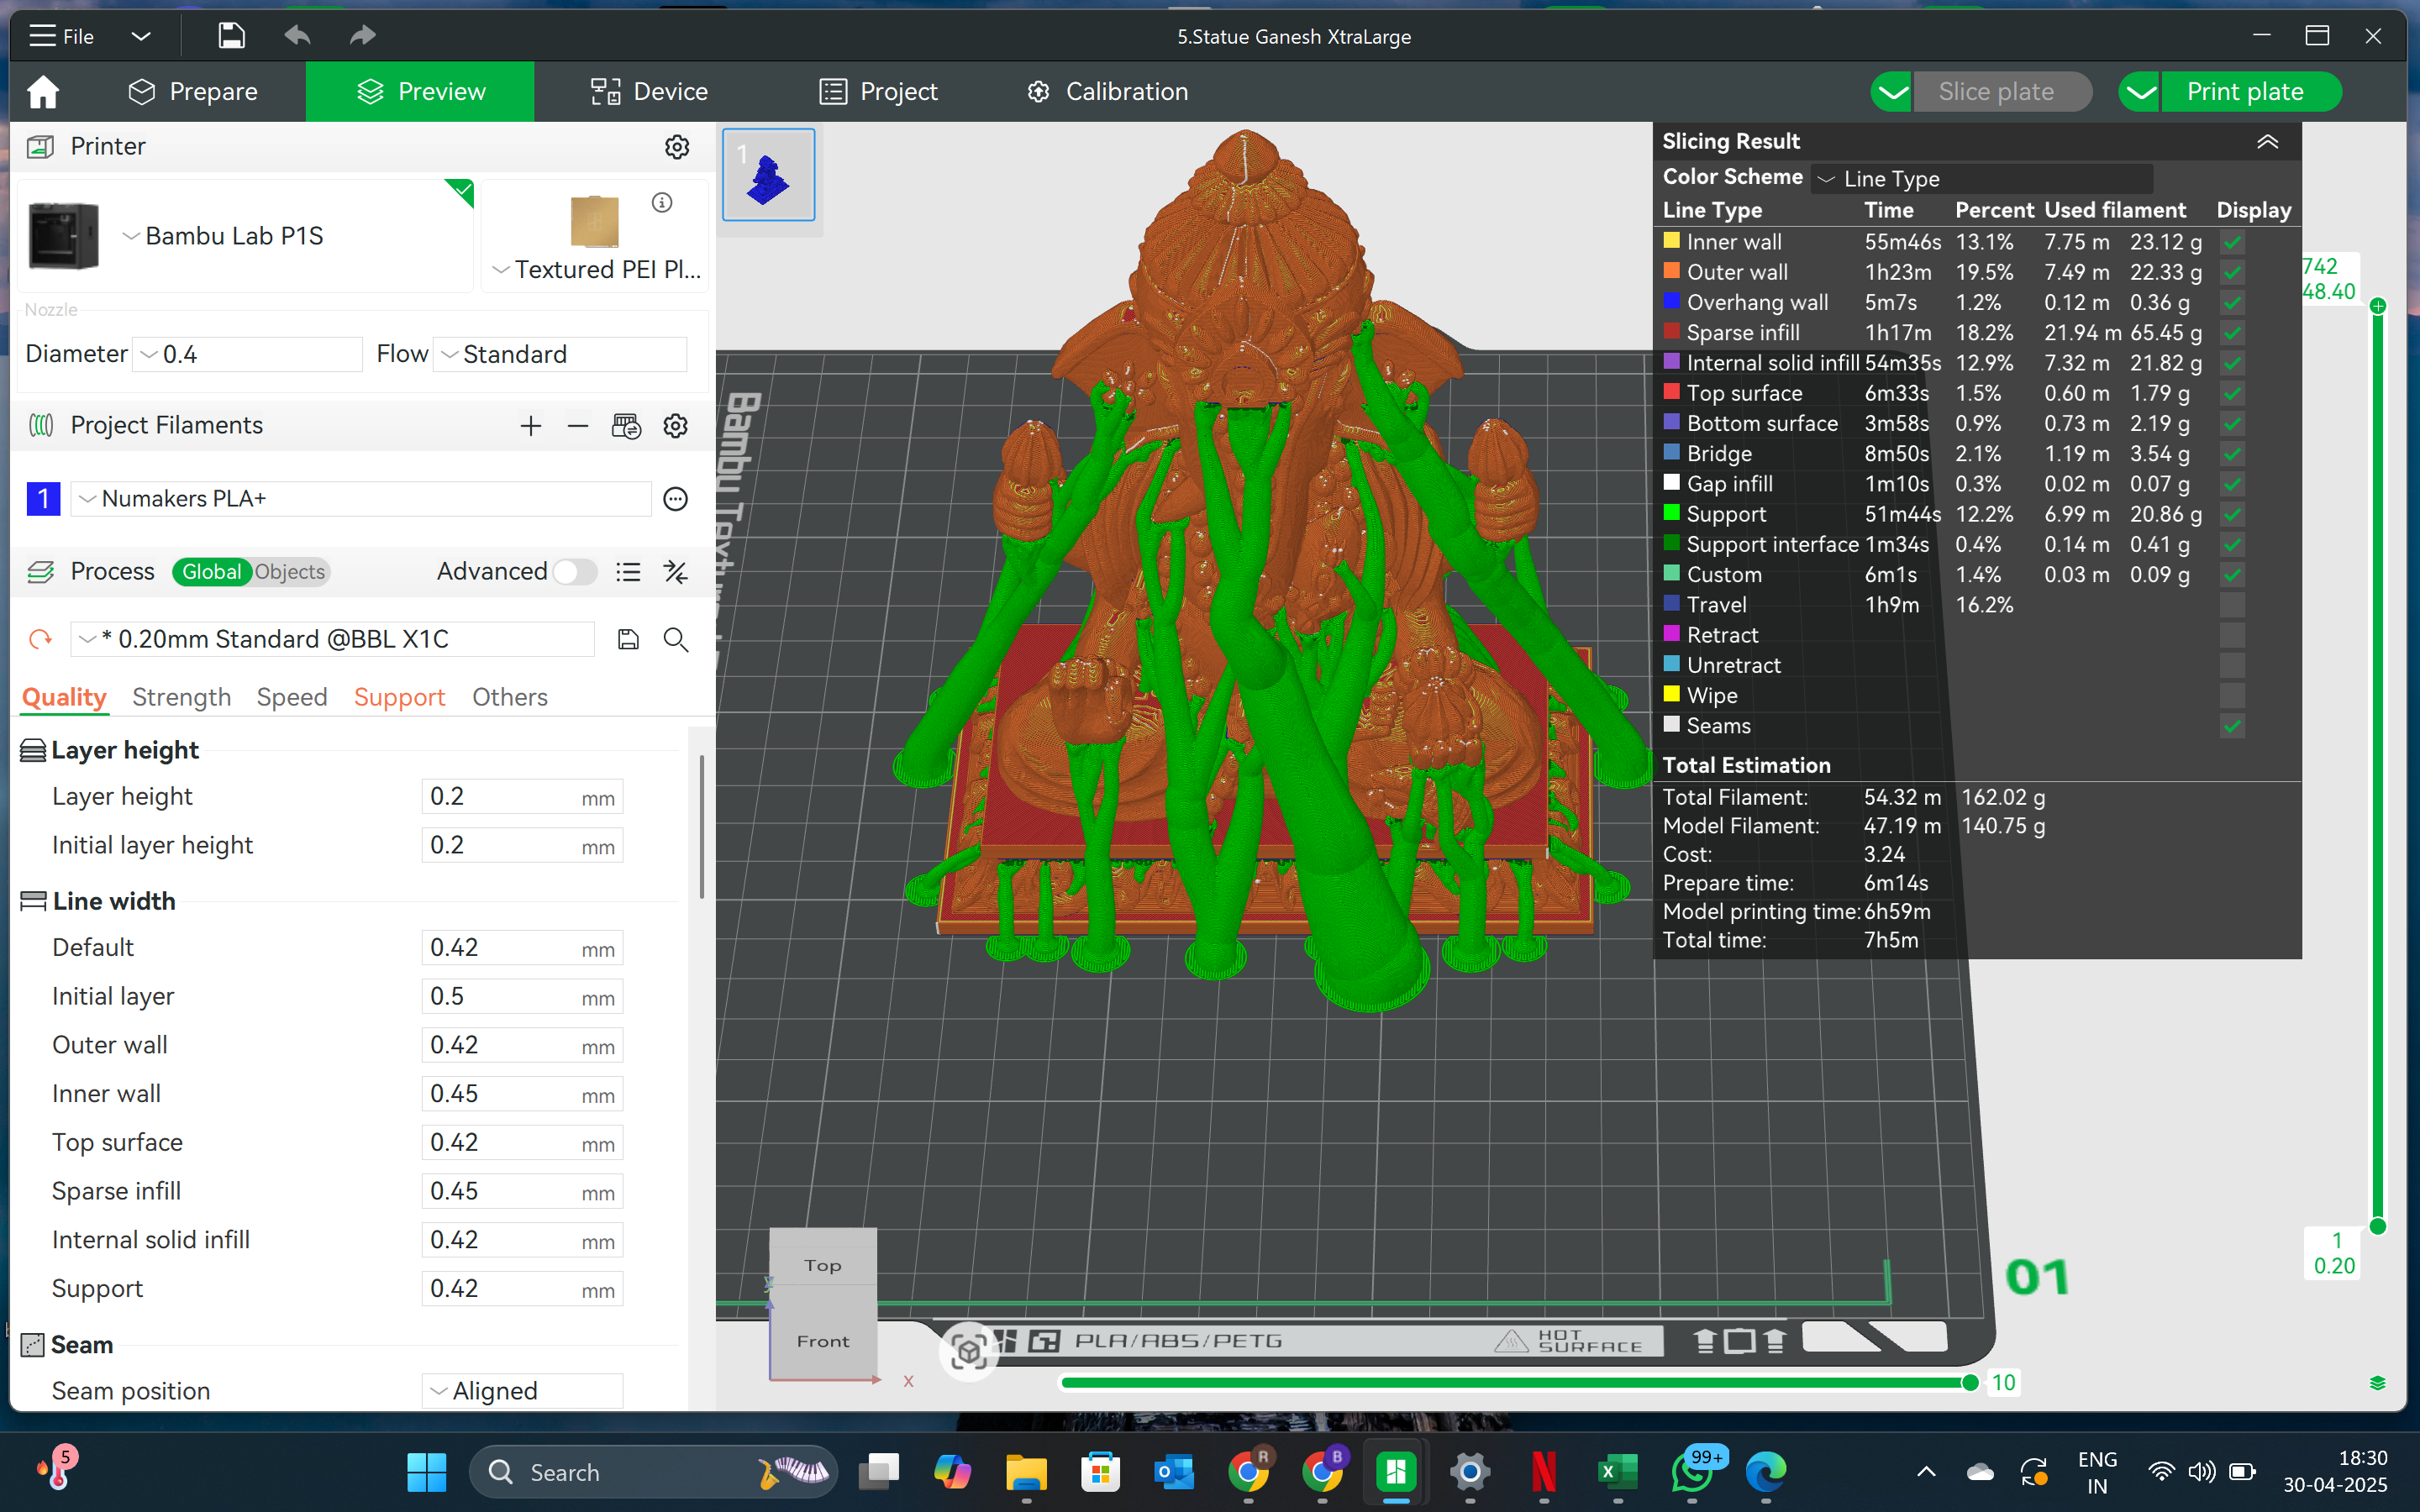 File
5.Statue Ganesh XtraLarge
Prepare
Preview
Device
Project
Calibration
Slice plate
Print plate
Printer
Bambu Lab P1S
Textured PEI Pl...
Nozzle
Diameter 0.4 Flow Standard
Project Filaments
1 Numakers PLA+
Process Global Objects Advanced
* 0.20mm Standard @BBL X1C
Quality Strength Speed Support Others
Layer height
Layer height 0.2 mm
Initial layer height 0.2 mm
Line width
Default 0.42 mm
Initial layer 0.5 mm
Outer wall 0.42 mm
Inner wall 0.45 mm
Top surface 0.42 mm
Sparse infill 0.45 mm
Internal solid infill 0.42 mm
Support 0.42 mm
Seam
Seam position Aligned
1
Slicing Result
Color Scheme Line Type
Line Type Time Percent Used filament Display
Inner wall 55m46s 13.1% 7.75 m 23.12 g
Outer wall 1h23m 19.5% 7.49 m 22.33 g
Overhang wall 5m7s 1.2% 0.12 m 0.36 g
Sparse infill 1h17m 18.2% 21.94 m 65.45 g
Internal solid infill 54m35s 12.9% 7.32 m 21.82 g
Top surface 6m33s 1.5% 0.60 m 1.79 g
Bottom surface 3m58s 0.9% 0.73 m 2.19 g
Bridge 8m50s 2.1% 1.19 m 3.54 g
Gap infill 1m10s 0.3% 0.02 m 0.07 g
Support 51m44s 12.2% 6.99 m 20.86 g
Support interface 1m34s 0.4% 0.14 m 0.41 g
Custom 6m1s 1.4% 0.03 m 0.09 g
Travel 1h9m 16.2%
Retract
Unretract
Wipe
Seams
Total Estimation
Total Filament: 54.32 m 162.02 g
Model Filament: 47.19 m 140.75 g
Cost: 3.24
Prepare time: 6m14s
Model printing time: 6h59m
Total time: 7h5m
742
48.40
1
0.20
Bambu
01
Top
Front
x
PLA/ABS/PETG
HOT
SURFACE
10
5
Search
R
B
99+
ENG
IN
18:30
30-04-2025